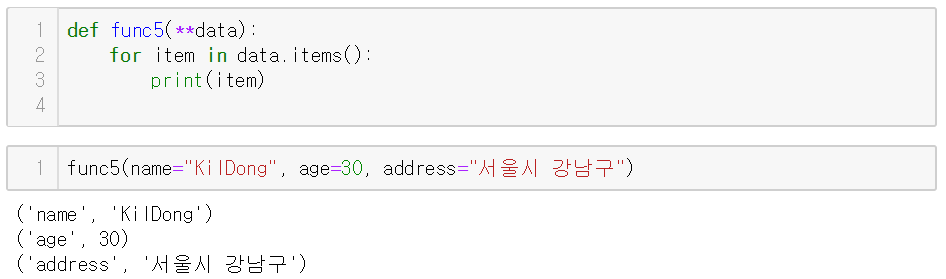 1 def func5(**data):
2     for item in data.items():
3         print(item)
4
1 func5(name="KilDong", age=30, address="서울시 강남구")
('name', 'KilDong')
('age', 30)
('address', '서울시 강남구')